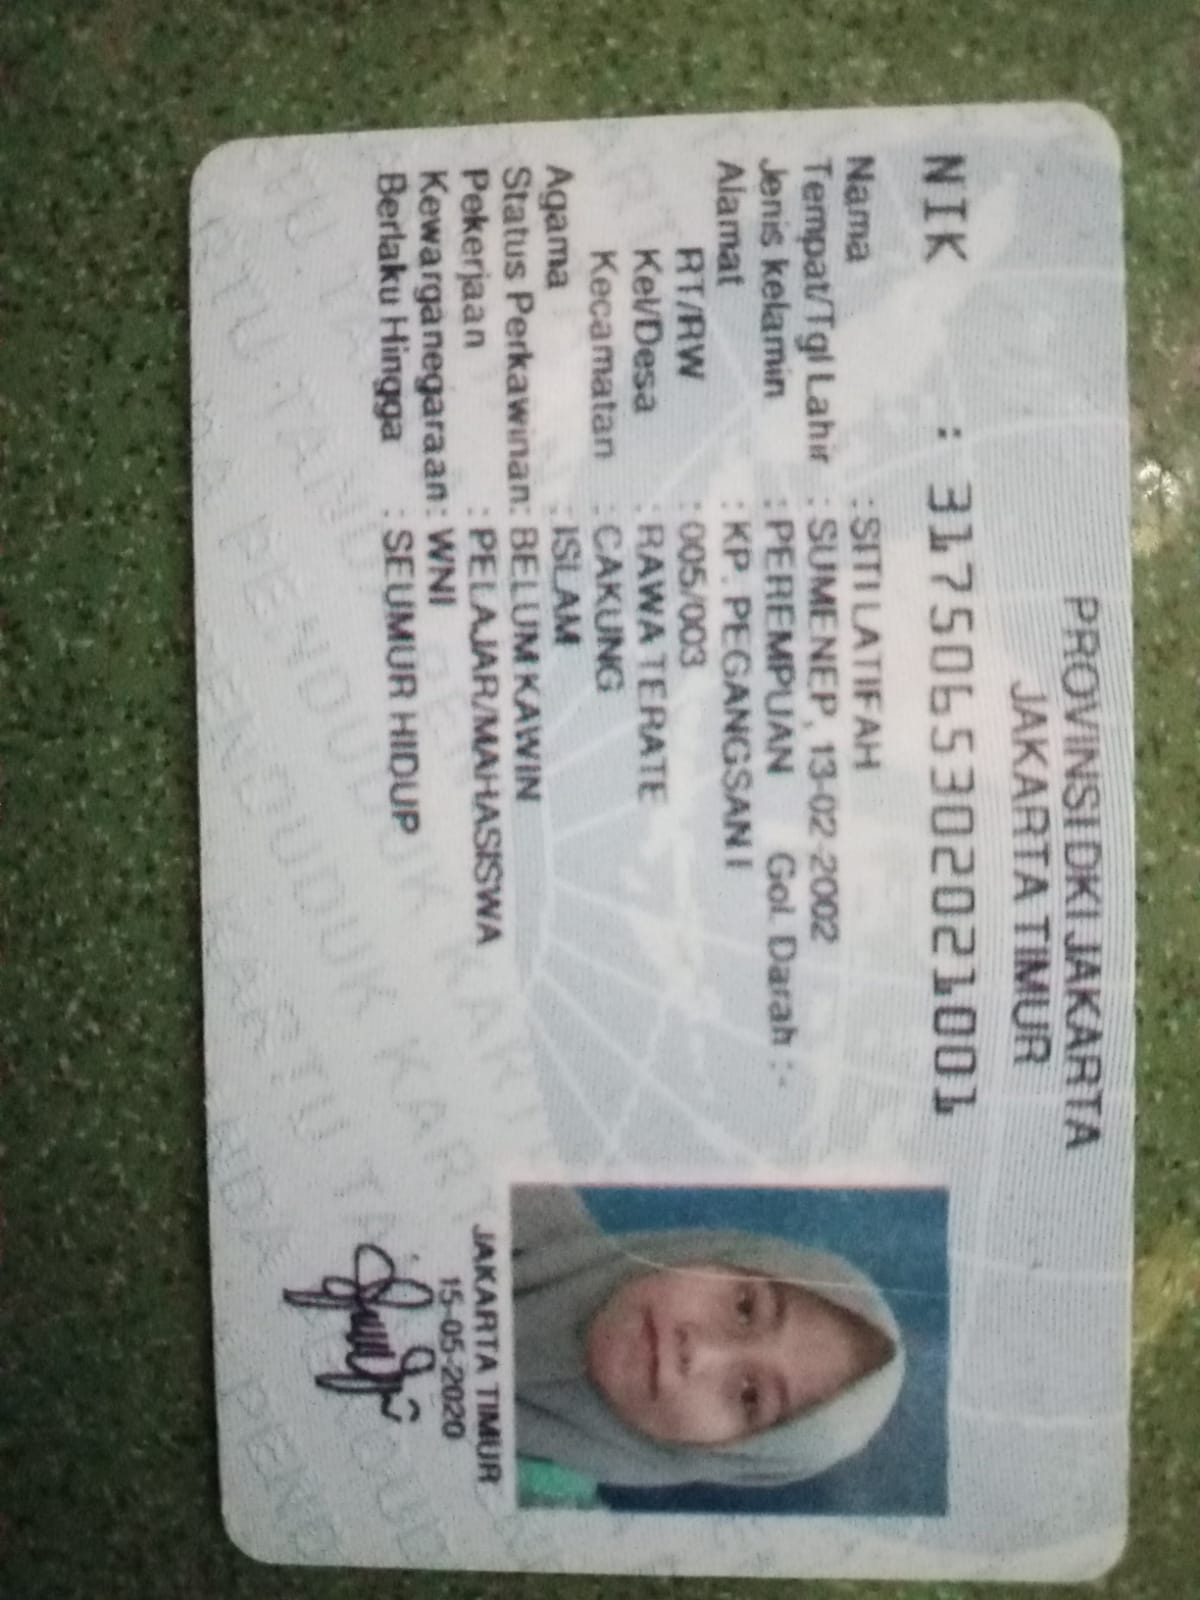 PROVINSI DKI JAKARTA
JAKARTA TIMUR
NIK : 3175065302021001
Nama : SITI LATIFAH
Tempat/Tgl Lahir : SUMENEP, 13-02-2002
Jenis kelamin : PEREMPUAN Gol. Darah : -
Alamat : KP. PEGANGSAN I
RT/RW : 005/003
Kel/Desa : RAWA TERATE
Kecamatan : CAKUNG
Agama : ISLAM
Status Perkawinan: BELUM KAWIN
Pekerjaan : PELAJAR/MAHASISWA
Kewarganegaraan: WNI
Berlaku Hingga : SEUMUR HIDUP
JAKARTA TIMUR
15-05-2020